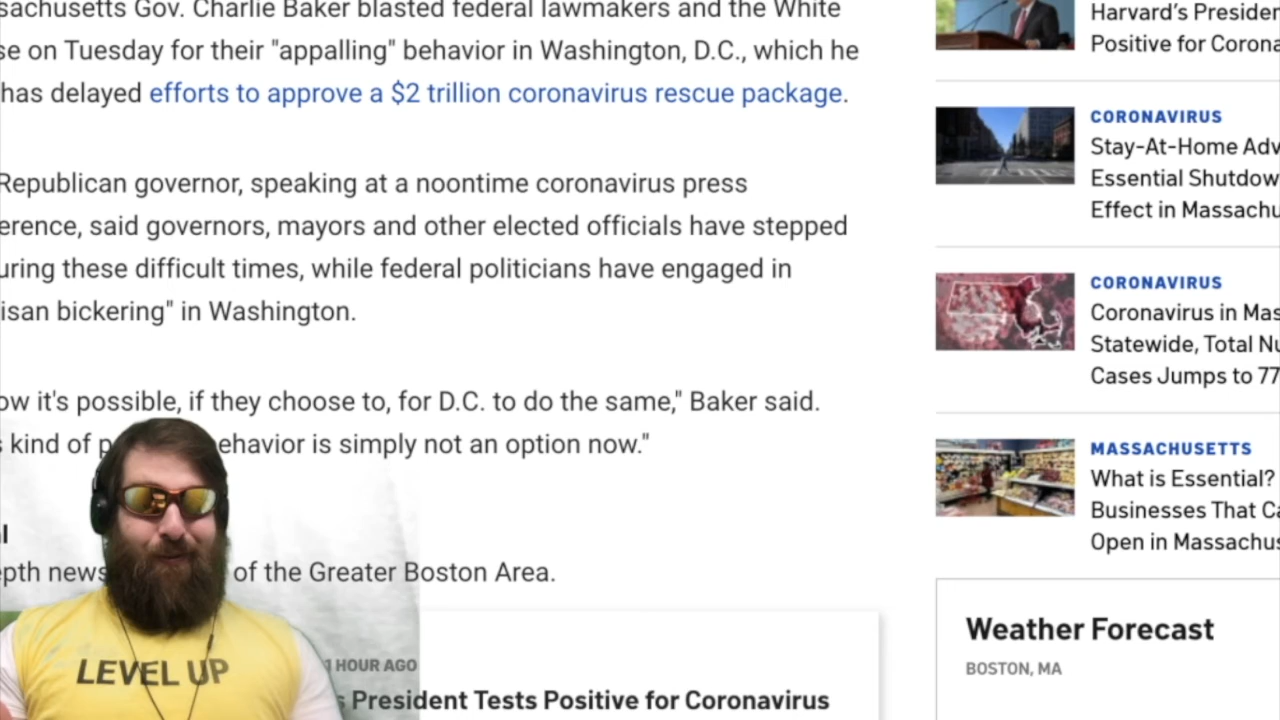 sachusetts Gov. Charlie Baker blasted federal lawmakers and the White
se on Tuesday for their "appalling" behavior in Washington, D.C., which he
has delayed efforts to approve a $2 trillion coronavirus rescue package.
Republican governor, speaking at a noontime coronavirus press
erence, said governors, mayors and other elected officials have stepped
uring these difficult times, while federal politicians have engaged in
isan bickering" in Washington.
ow it's possible, if they choose to, for D.C. to do the same," Baker said.
s kind of p ehavior is simply not an option now."
l
epth news of the Greater Boston Area.
1 HOUR AGO
s President Tests Positive for Coronavirus
LEVEL UP
Harvard's Presiden
Positive for Corona
CORONAVIRUS
Stay-At-Home Adv
Essential Shutdow
Effect in Massachu
CORONAVIRUS
Coronavirus in Mas
Statewide, Total Nu
Cases Jumps to 77
MASSACHUSETTS
What is Essential?
Businesses That Ca
Open in Massachus
Weather Forecast
BOSTON, MA